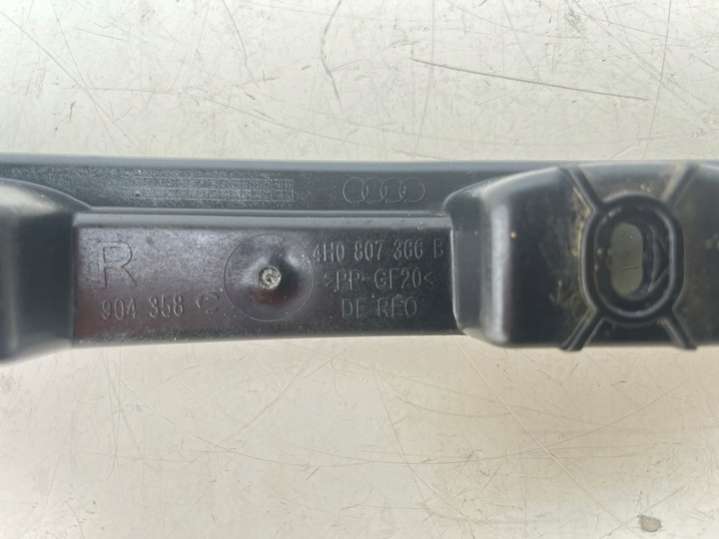 R
904 358 C
4H0 807 366 B
>PP-GF20<
DE REO